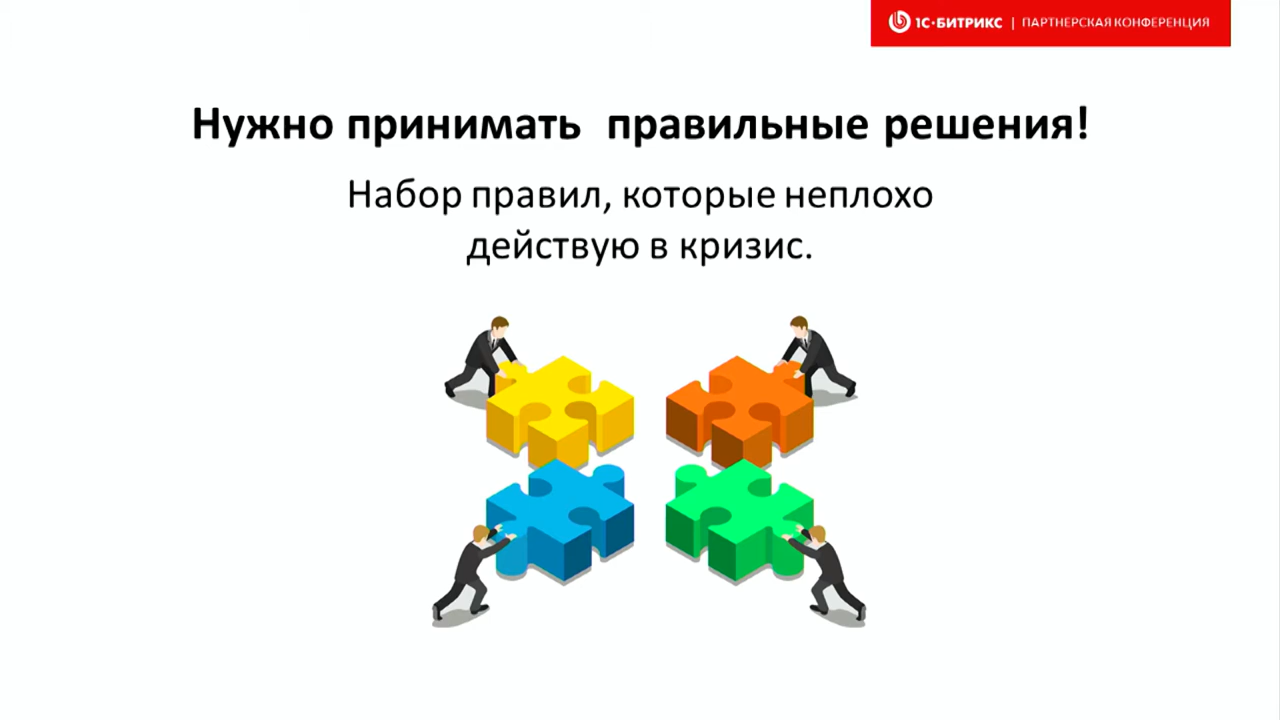 1С·БИТРИКС | ПАРТНЕРСКАЯ КОНФЕРЕНЦИЯ
Нужно принимать правильные решения!
Набор правил, которые неплохо
действую в кризис.